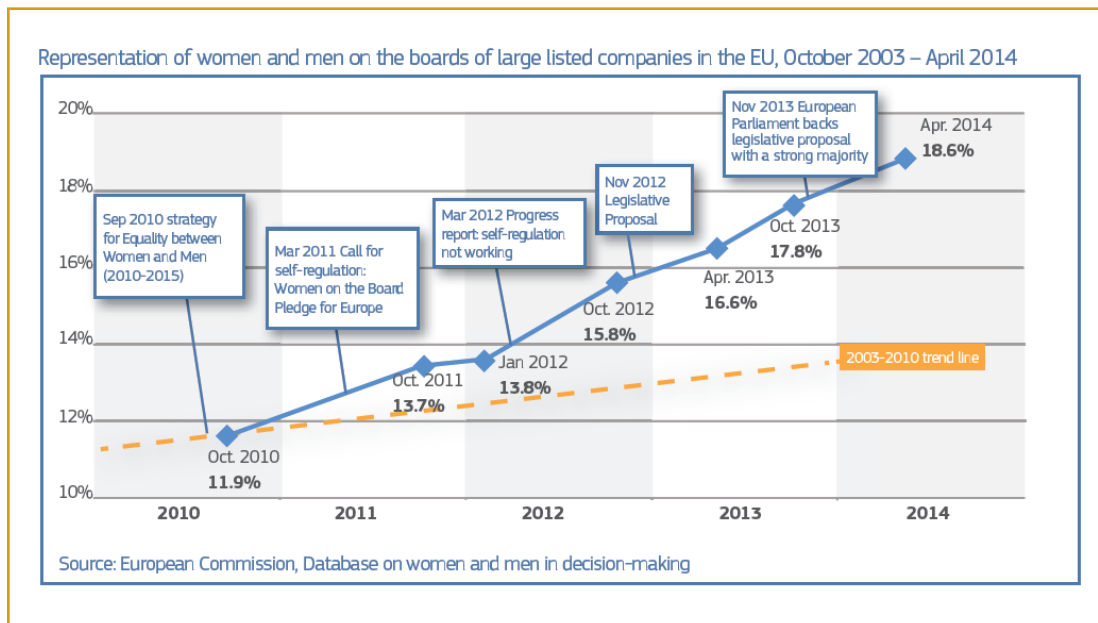 Representation of women and men on the boards of large listed companies in the EU, October 2003 – April 2014
20%
18%
16%
14%
12%
10%
Sep 2010 strategy
for Equality between
Women and Men
(2010-2015)
Mar 2011 Call for
self-regulation:
Women on the Board
Pledge for Europe
Mar 2012 Progress
report: self-regulation
not working
Nov 2012
Legislative
Proposal
Nov 2013 European
Parliament backs
legislative proposal
with a strong majority
Oct. 2010
11.9%
Oct. 2011
13.7%
Jan 2012
13.8%
Oct. 2012
15.8%
Apr. 2013
16.6%
Oct. 2013
17.8%
Apr. 2014
18.6%
2003-2010 trend line
2010
2011
2012
2013
2014
Source: European Commission, Database on women and men in decision-making